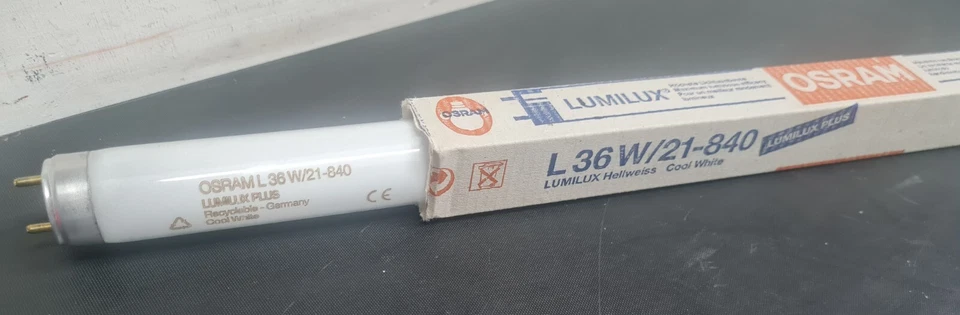 OSRAM L 36 W/21-840
LUMILUX PLUS
Recyclable - Germany
Cool White
CE
OSRAM
LUMILUX®
OSRAM
L 36 W/21-840 LUMILUX PLUS
LUMILUX Hellweiss Cool White